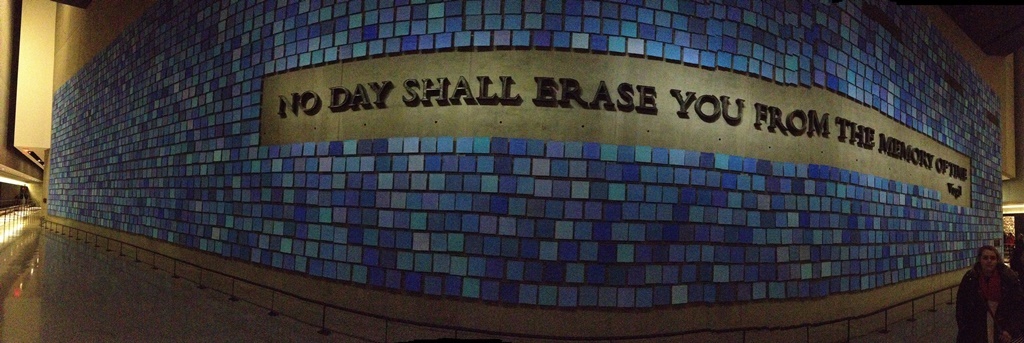 NO DAY SHALL ERASE YOU FROM THE MEMORY OF TIME
Virgil